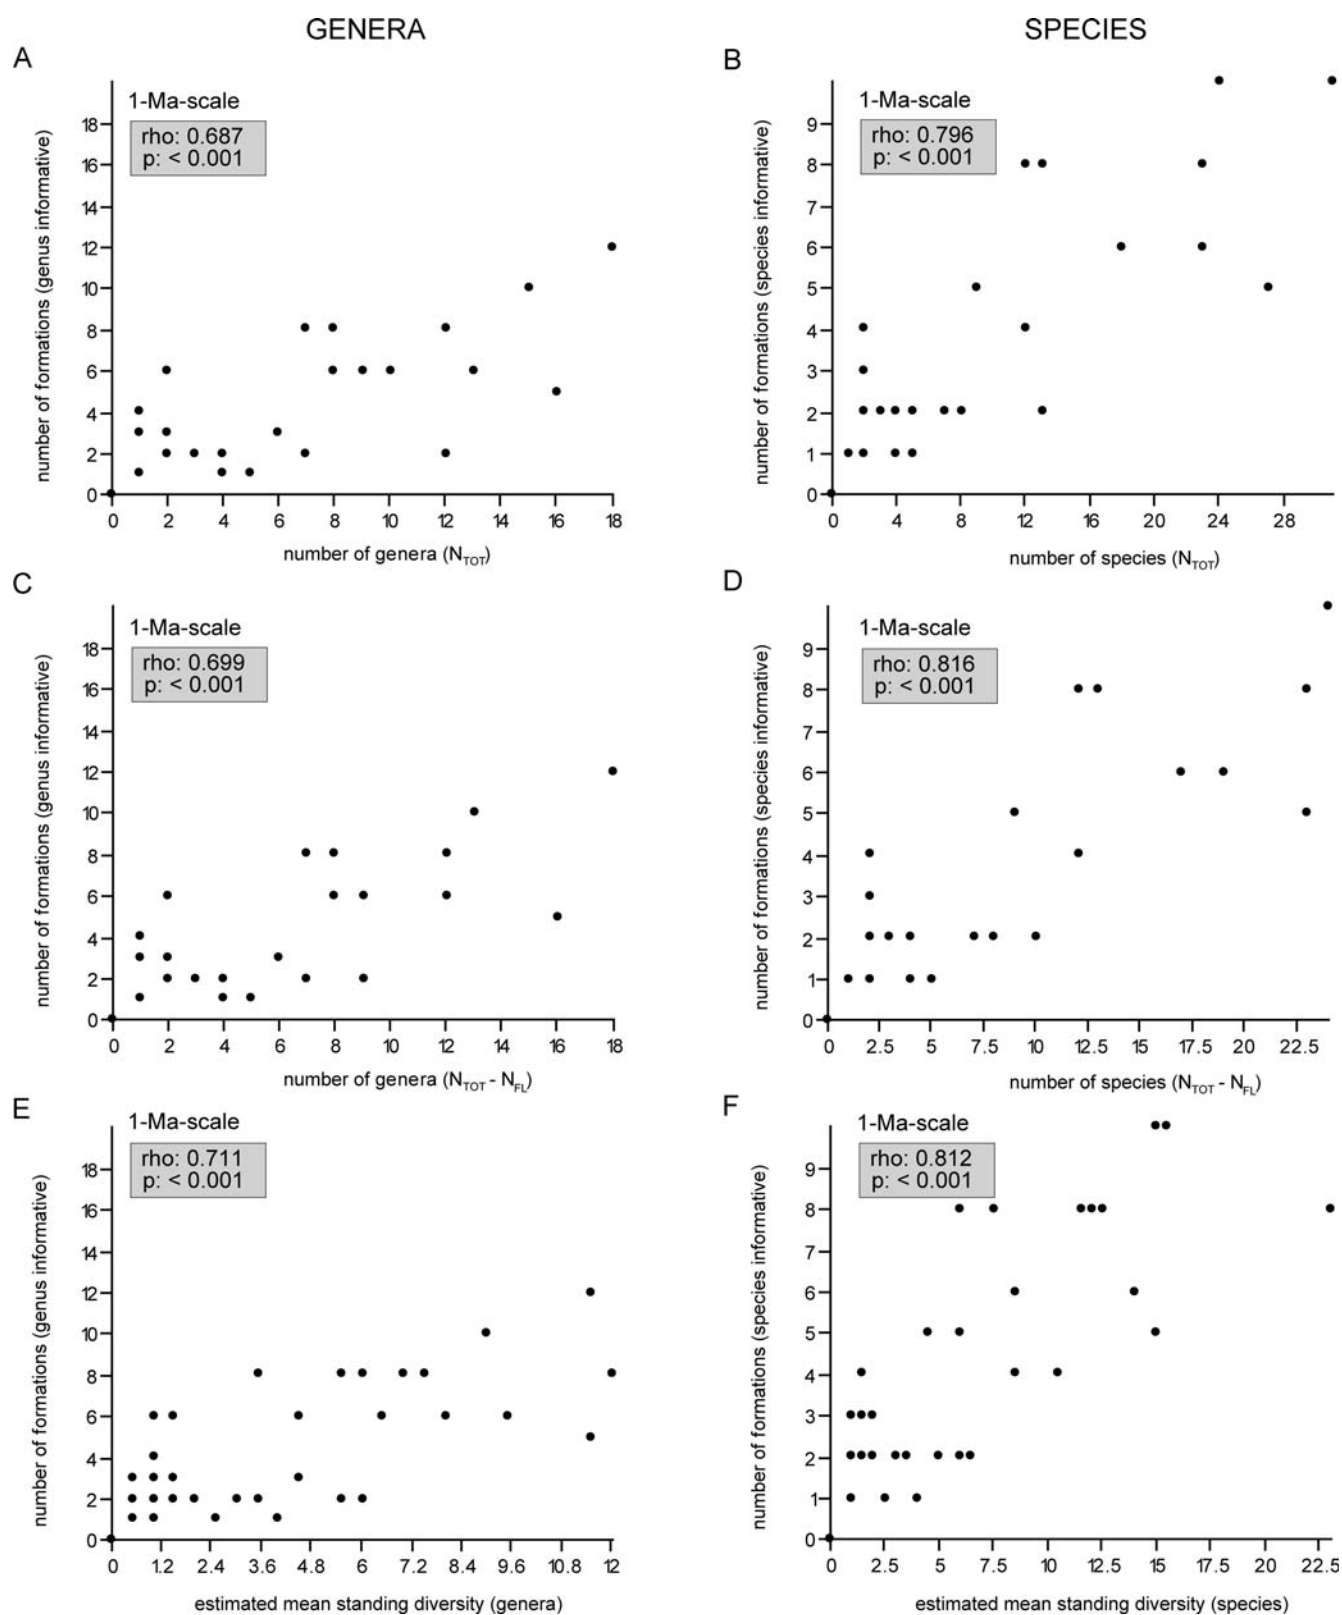 GENERA
SPECIES
A
1-Ma-scale
rho: 0.687
p: < 0.001
number of formations (genus informative)
18
16
14
12
10
8
6
4
2
0
0 2 4 6 8 10 12 14 16 18
number of genera (N_TOT)
B
1-Ma-scale
rho: 0.796
p: < 0.001
number of formations (species informative)
9
8
7
6
5
4
3
2
1
0
0 4 8 12 16 20 24 28
number of species (N_TOT)
C
1-Ma-scale
rho: 0.699
p: < 0.001
number of formations (genus informative)
18
16
14
12
10
8
6
4
2
0
0 2 4 6 8 10 12 14 16 18
number of genera (N_TOT - N_FL)
D
1-Ma-scale
rho: 0.816
p: < 0.001
number of formations (species informative)
9
8
7
6
5
4
3
2
1
0
0 2.5 5 7.5 10 12.5 15 17.5 20 22.5
number of species (N_TOT - N_FL)
E
1-Ma-scale
rho: 0.711
p: < 0.001
number of formations (genus informative)
18
16
14
12
10
8
6
4
2
0
0 1.2 2.4 3.6 4.8 6 7.2 8.4 9.6 10.8 12
estimated mean standing diversity (genera)
F
1-Ma-scale
rho: 0.812
p: < 0.001
number of formations (species informative)
9
8
7
6
5
4
3
2
1
0
0 2.5 5 7.5 10 12.5 15 17.5 20 22.5
estimated mean standing diversity (species)